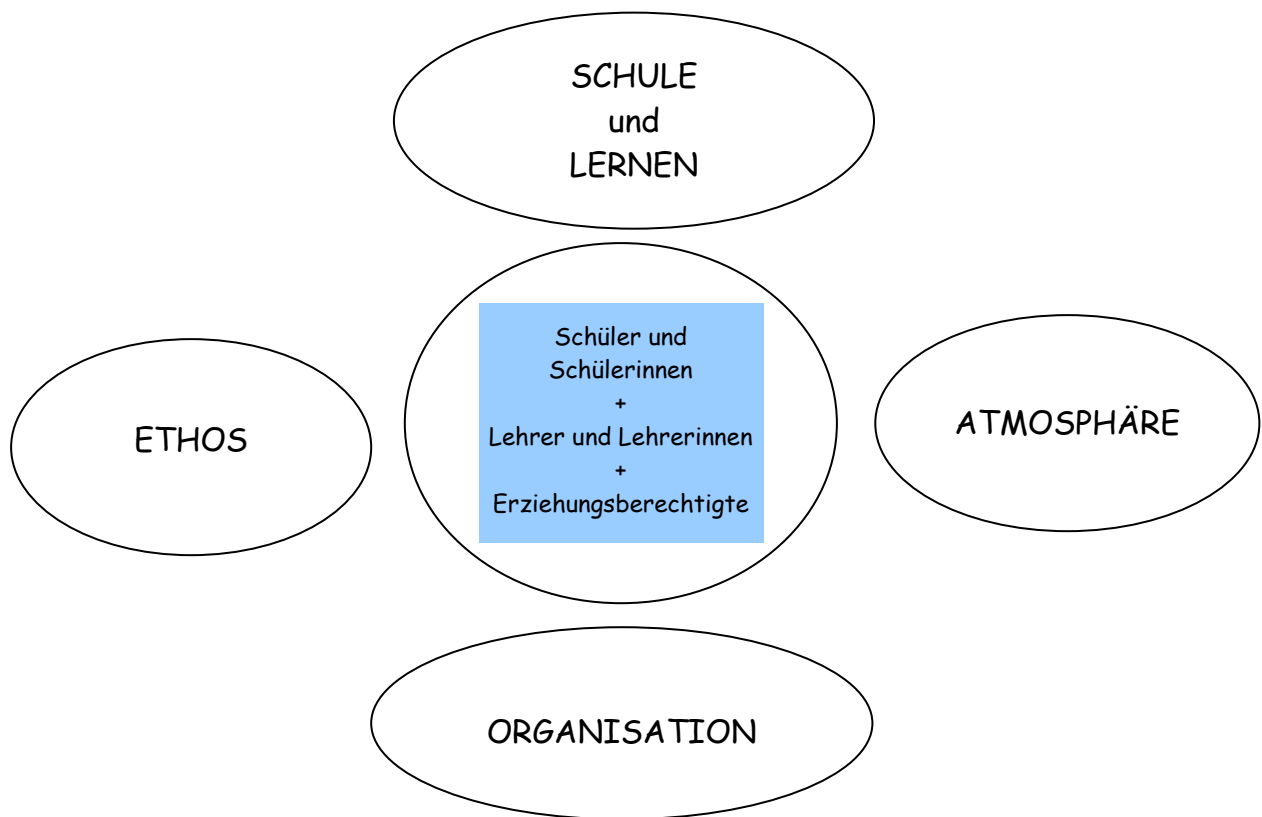 SCHULE
und
LERNEN
Schüler und
Schülerinnen
+
Lehrer und Lehrerinnen
+
Erziehungsberechtigte
ETHOS
ATMOSPHÄRE
ORGANISATION